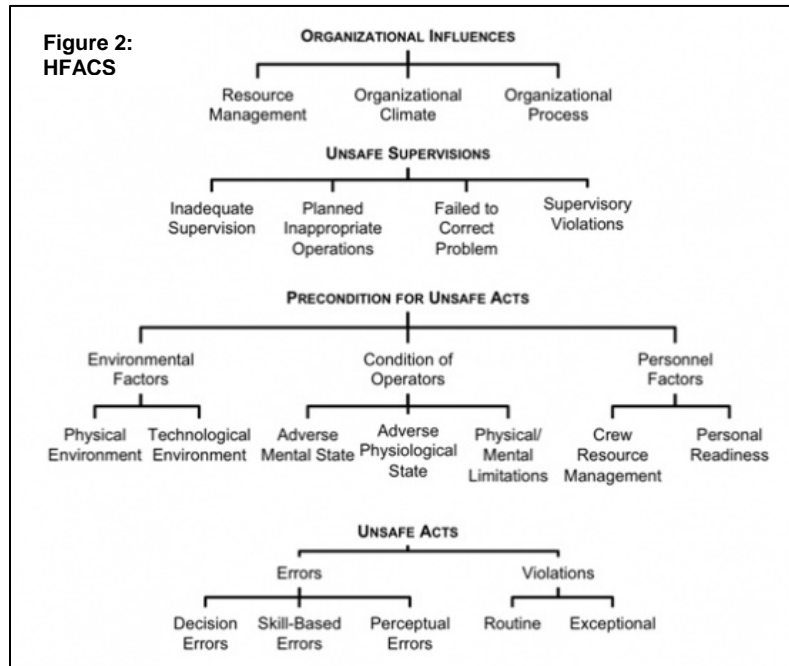 Figure 2:
HFACS
ORGANIZATIONAL INFLUENCES
Resource
Management
Organizational
Climate
Organizational
Process
UNSAFE SUPERVISIONS
Inadequate
Supervision
Planned
Inappropriate
Operations
Failed to
Correct
Problem
Supervisory
Violations
PRECONDITION FOR UNSAFE ACTS
Environmental
Factors
Condition of
Operators
Personnel
Factors
Physical
Environment
Technological
Environment
Adverse
Mental State
Adverse
Physiological
State
Physical/
Mental
Limitations
Crew
Resource
Management
Personal
Readiness
UNSAFE ACTS
Errors
Violations
Decision
Errors
Skill-Based
Errors
Perceptual
Errors
Routine
Exceptional